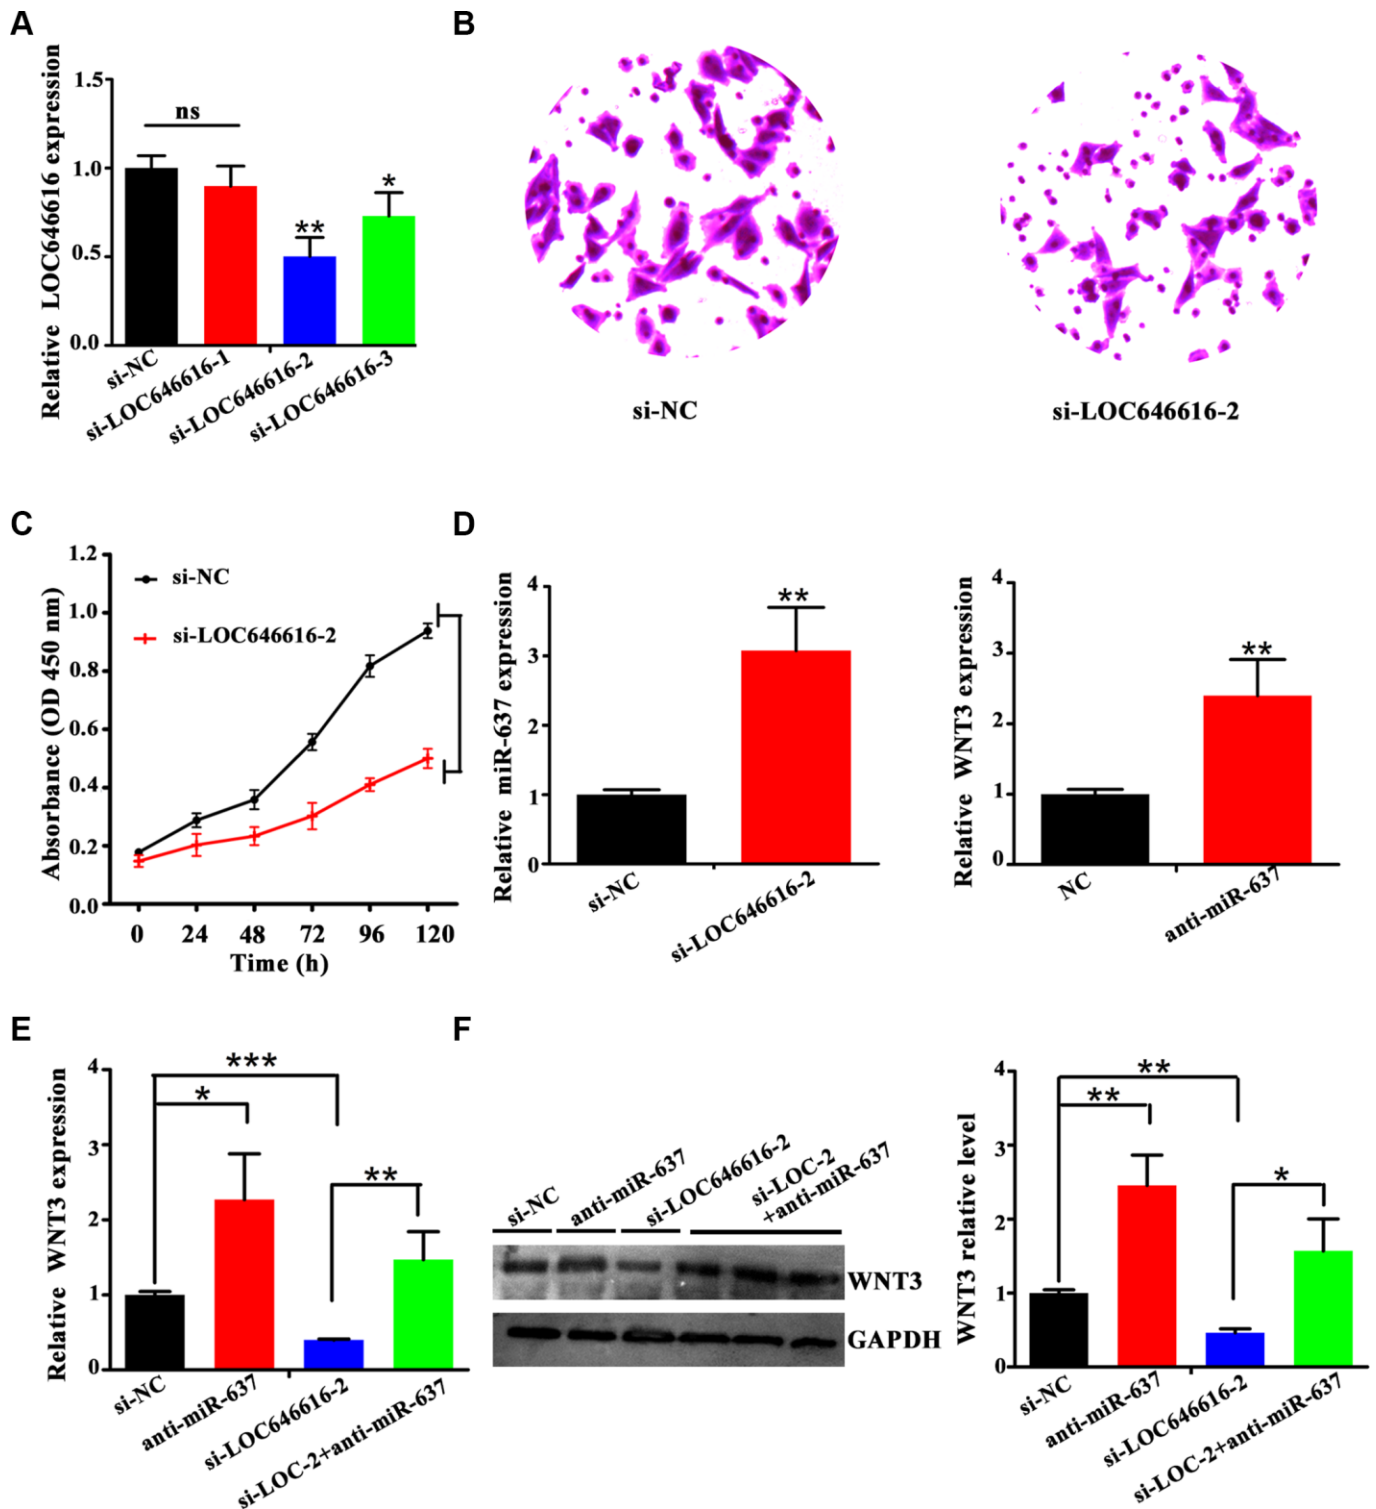 A
Relative LOC646616 expression
1.5
1.0
0.5
0.0
ns
**
*
si-NC
si-LOC646616-1
si-LOC646616-2
si-LOC646616-3
B
si-NC
si-LOC646616-2
C
Absorbance (OD 450 nm)
1.2
1.0
0.8
0.6
0.4
0.2
0.0
si-NC
si-LOC646616-2
0 24 48 72 96 120
Time (h)
D
Relative miR-637 expression
4
3
2
1
0
**
si-NC
si-LOC646616-2
Relative WNT3 expression
4
3
2
1
0
**
NC
anti-miR-637
E
Relative WNT3 expression
4
3
2
1
0
***
*
**
si-NC
anti-miR-637
si-LOC646616-2
si-LOC-2+anti-miR-637
F
si-NC
anti-miR-637
si-LOC646616-2
si-LOC-2
+anti-miR-637
WNT3
GAPDH
WNT3 relative level
4
3
2
1
0
**
**
*
si-NC
anti-miR-637
si-LOC646616-2
si-LOC-2+anti-miR-637